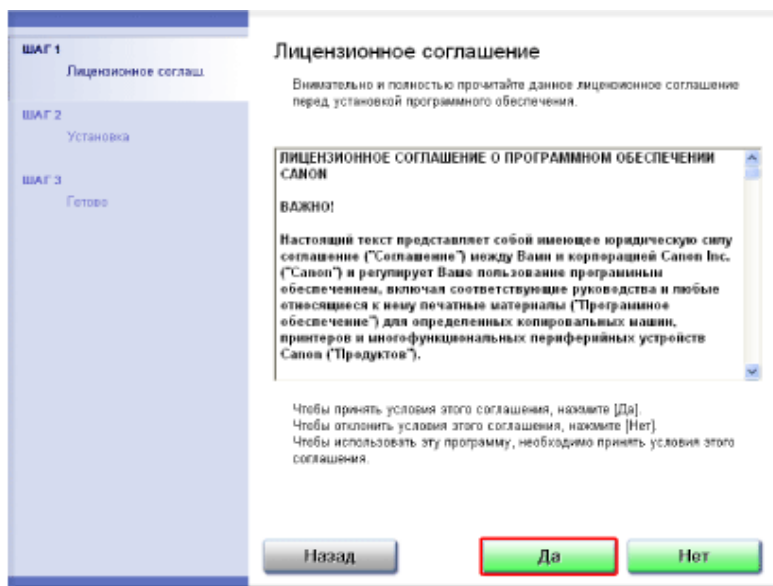 ШАГ 1
Лицензионное соглаш.
ШАГ 2
Установка
ШАГ 3
Готово
Лицензионное соглашение
Внимательно и полностью прочитайте данное лицензионное соглашение
перед установкой программного обеспечения.
ЛИЦЕНЗИОННОЕ СОГЛАШЕНИЕ О ПРОГРАММНОМ ОБЕСПЕЧЕНИИ
CANON
ВАЖНО!
Настоящий текст представляет собой имеющее юридическую силу
соглашение ("Соглашение") между Вами и корпорацией Canon Inc.
("Canon") и регулирует Ваше пользование программным
обеспечением, включая соответствующие руководства и любые
относящиеся к нему печатные материалы ("Программное
обеспечение") для определенных копировальных машин,
принтеров и многофункциональных периферийных устройств
Canon ("Продуктов").
Чтобы принять условия этого соглашения, нажмите [Да].
Чтобы отклонить условия этого соглашения, нажмите [Нет].
Чтобы использовать эту программу, необходимо принять условия этого
соглашения.
Назад
Да
Нет